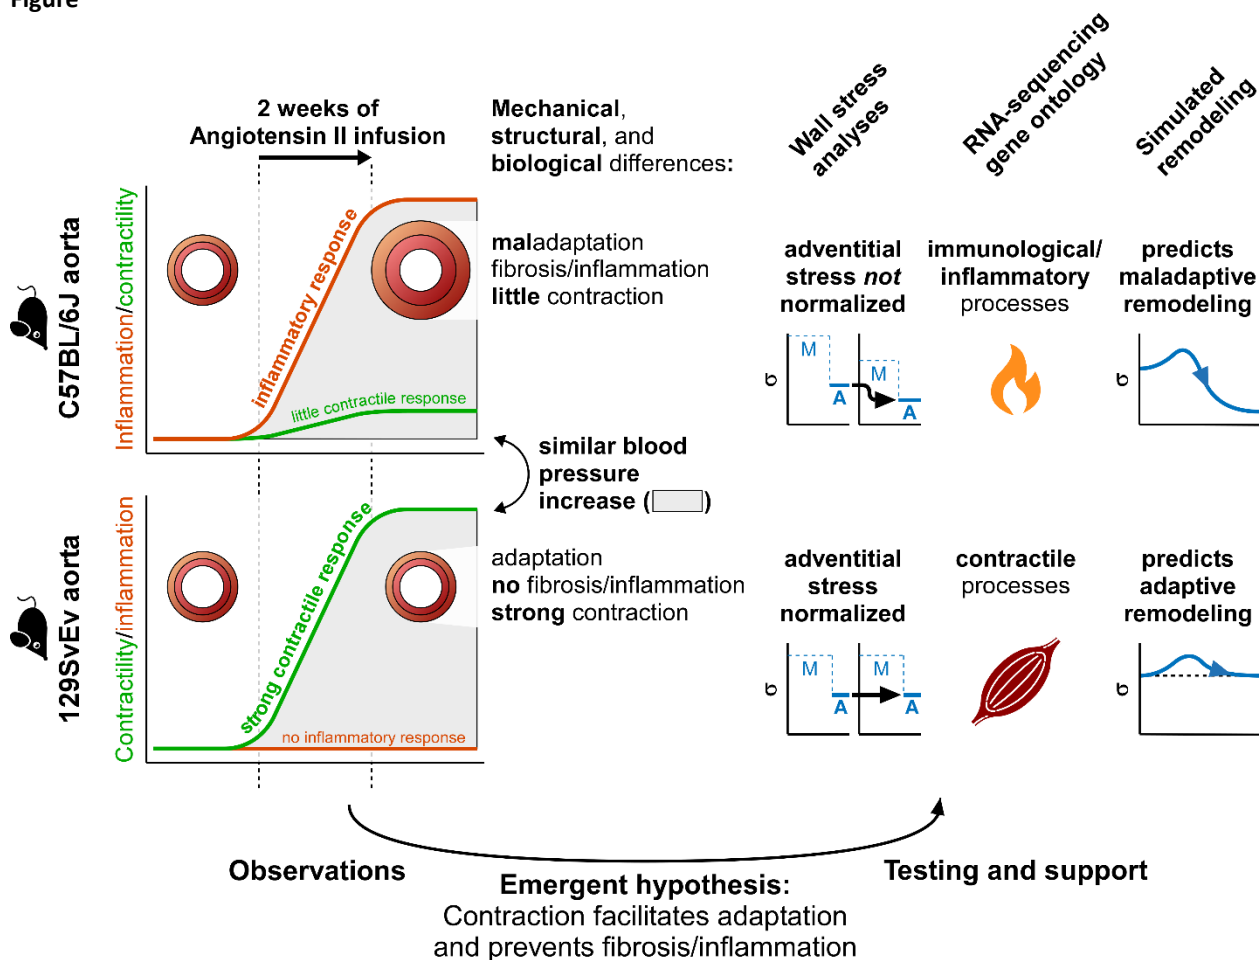 Figure
2 weeks of
Angiotensin II infusion
Mechanical,
structural, and
biological differences:
Wall stress
analyses
RNA-sequencing
gene ontology
Simulated
remodeling
C57BL/6J aorta
Inflammation/contractility
inflammatory response
little contractile response
maladaptation
fibrosis/inflammation
little contraction
adventitial
stress not
normalized
immunological/
inflammatory
processes
predicts
maladaptive
remodeling
σ
M
A
M
A
σ
similar blood
pressure
increase ( )
129SvEv aorta
Contractility/inflammation
strong contractile response
no inflammatory response
adaptation
no fibrosis/inflammation
strong contraction
adventitial
stress
normalized
contractile
processes
predicts
adaptive
remodeling
σ
M
A
M
A
σ
Observations
Emergent hypothesis:
Contraction facilitates adaptation
and prevents fibrosis/inflammation
Testing and support